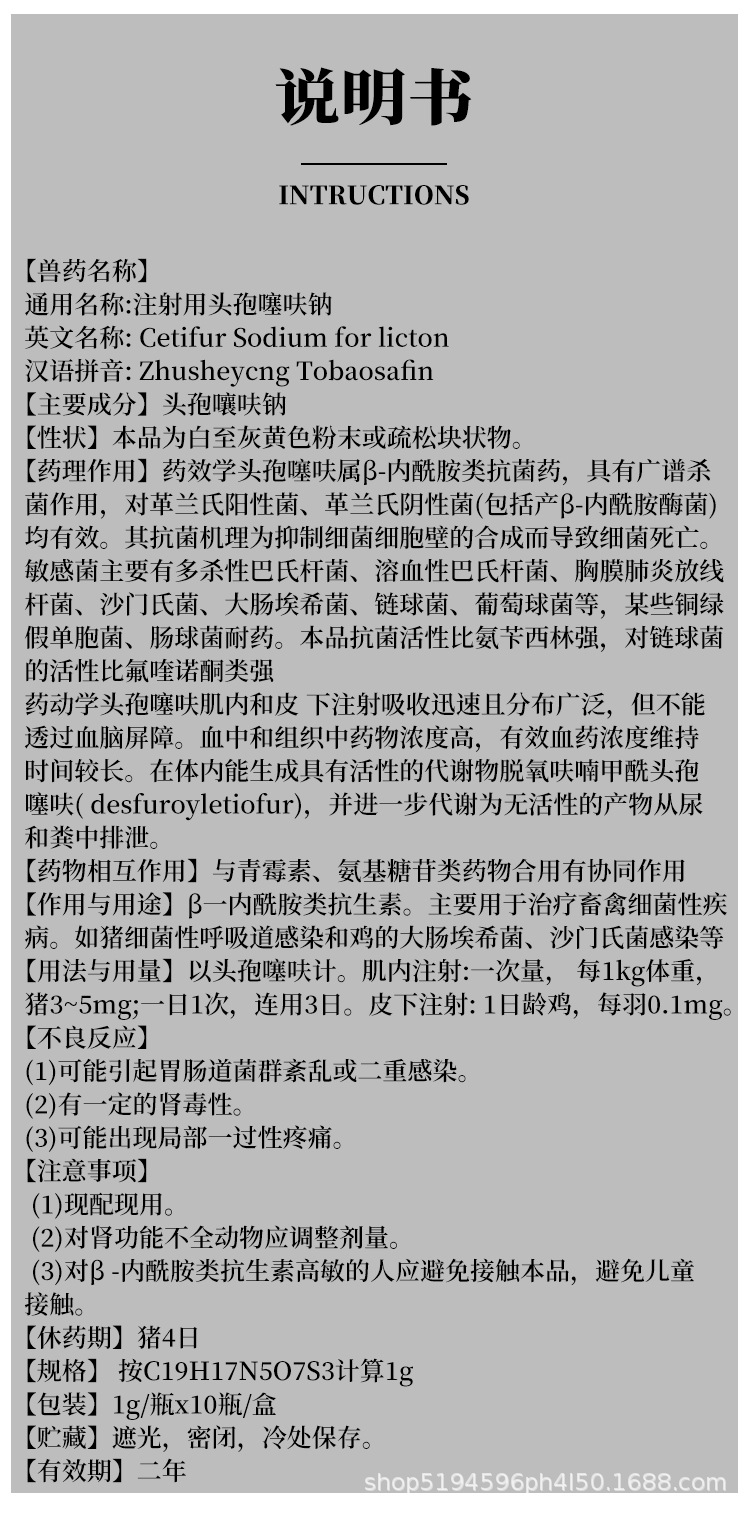 说明书
INTRUCTIONS
【兽药名称】
通用名称:注射用头孢噻呋钠
英文名称: Cetifur Sodium for licton
汉语拼音: Zhusheycng Tobaosafin
【主要成分】头孢嚷呋钠
【性状】本品为白至灰黄色粉末或疏松块状物。
【药理作用】药效学头孢噻呋属β-内酰胺类抗菌药，具有广谱杀
菌作用，对革兰氏阳性菌、革兰氏阴性菌(包括产β-内酰胺酶菌)
均有效。其抗菌机理为抑制细菌细胞壁的合成而导致细菌死亡。
敏感菌主要有多杀性巴氏杆菌、溶血性巴氏杆菌、胸膜肺炎放线
杆菌、沙门氏菌、大肠埃希菌、链球菌、葡萄球菌等，某些铜绿
假单胞菌、肠球菌耐药。本品抗菌活性比氨苄西林强，对链球菌
的活性比氟喹诺酮类强
药动学头孢噻呋肌内和皮 下注射吸收迅速且分布广泛，但不能
透过血脑屏障。血中和组织中药物浓度高，有效血药浓度维持
时间较长。在体内能生成具有活性的代谢物脱氧呋喃甲酰头孢
噻呋( desfuroyletiofur)，并进一步代谢为无活性的产物从尿
和粪中排泄。
【药物相互作用】与青霉素、氨基糖苷类药物合用有协同作用
【作用与用途】β一内酰胺类抗生素。主要用于治疗畜禽细菌性疾
病。如猪细菌性呼吸道感染和鸡的大肠埃希菌、沙门氏菌感染等
【用法与用量】以头孢噻呋计。肌内注射:一次量， 每1kg体重，
猪3~5mg;一日1次，连用3日。皮下注射: 1日龄鸡，每羽0.1mg。
【不良反应】
(1)可能引起胃肠道菌群紊乱或二重感染。
(2)有一定的肾毒性。
(3)可能出现局部一过性疼痛。
【注意事项】
(1)现配现用。
(2)对肾功能不全动物应调整剂量。
(3)对β -内酰胺类抗生素高敏的人应避免接触本品，避免儿童
接触。
【休药期】猪4日
【规格】 按C19H17N5O7S3计算1g
【包装】1g/瓶x10瓶/盒
【贮藏】遮光，密闭，冷处保存。
【有效期】二年
shop5194596ph4l50.1688.com